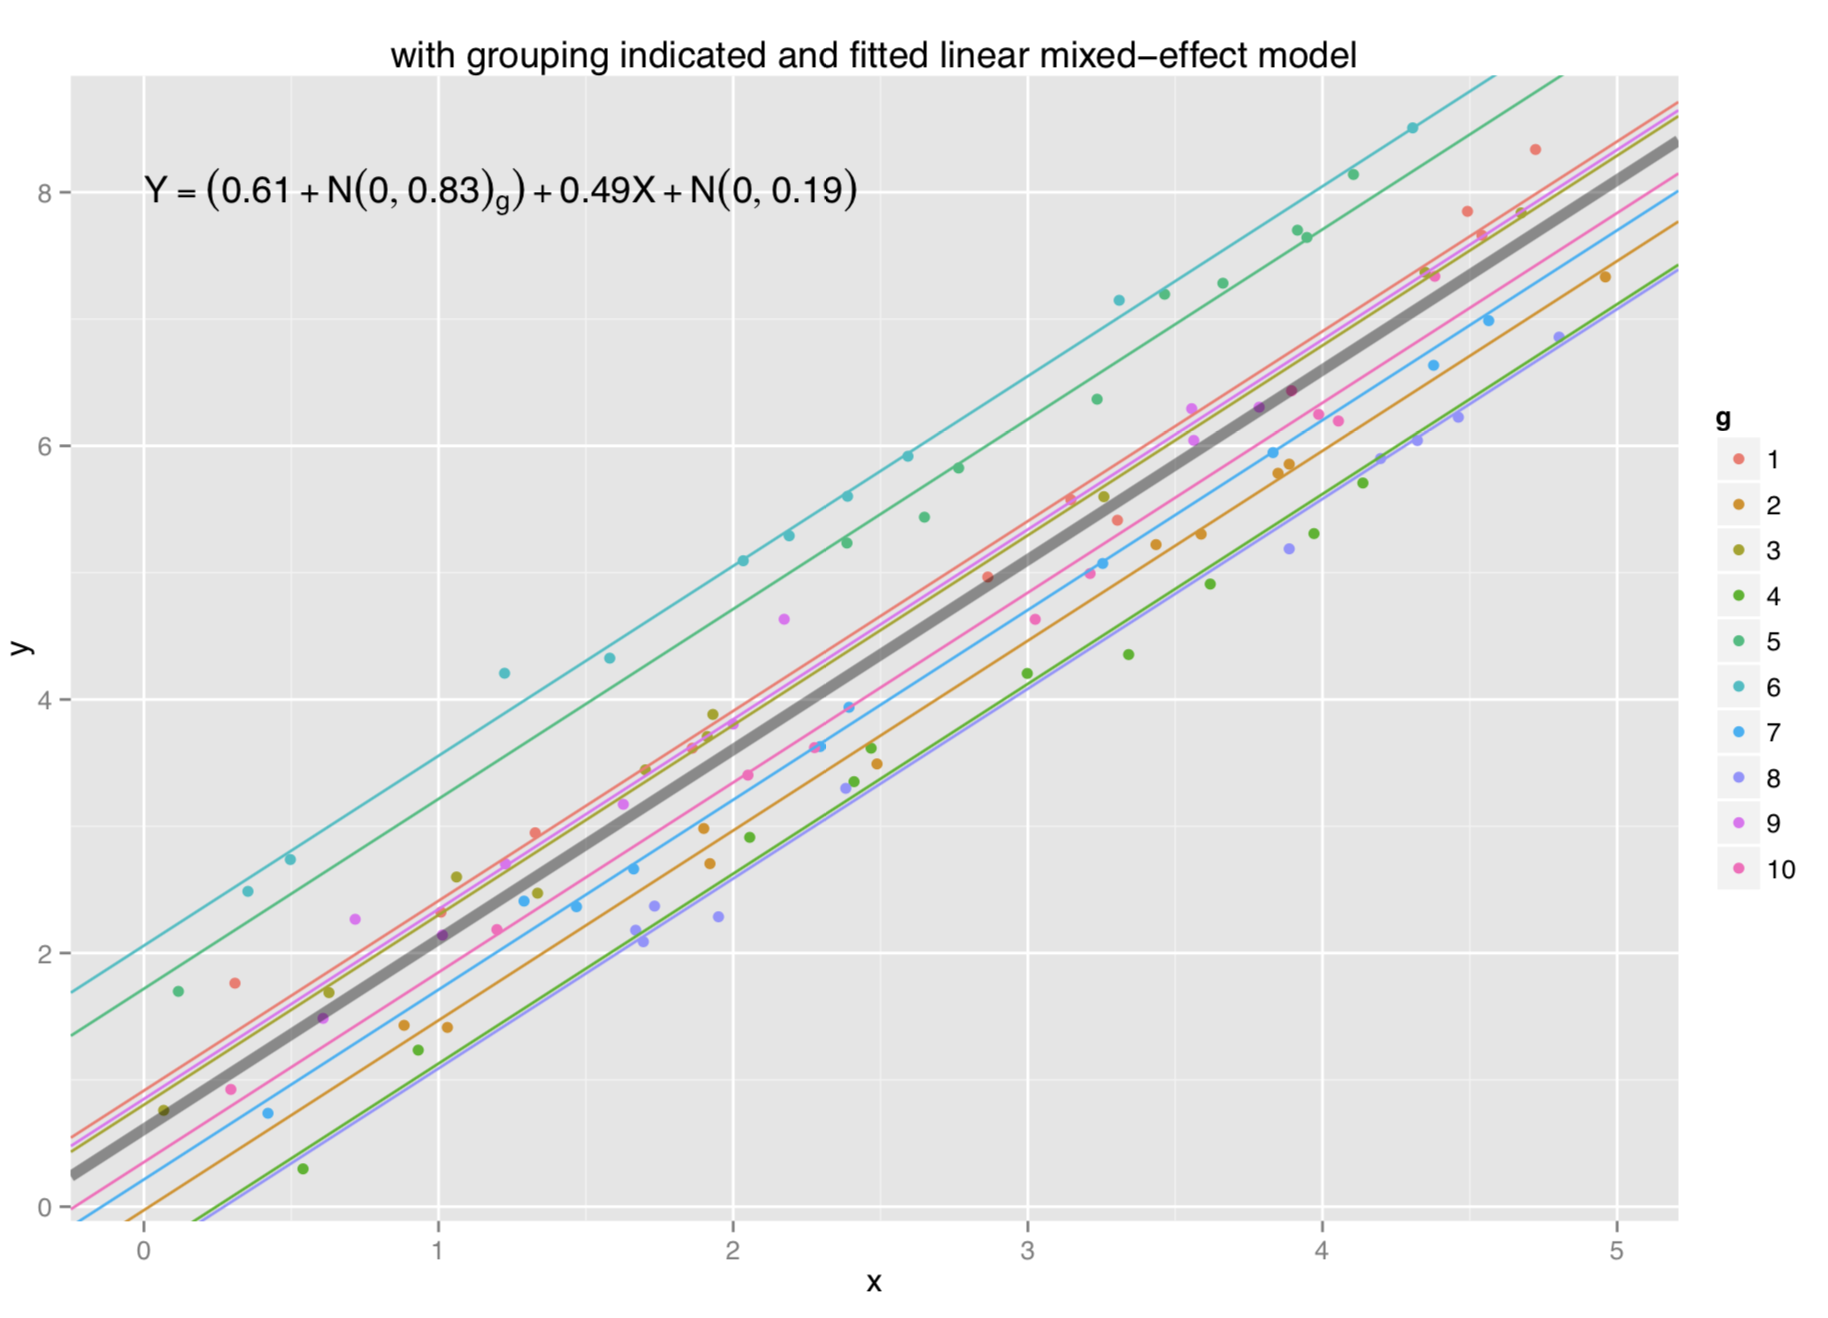 with grouping indicated and fitted linear mixed−effect model
Y = (0.61 + N(0, 0.83)g) + 0.49X + N(0, 0.19)
8
6
4
2
0
y
0 1 2 3 4 5
x
g
1
2
3
4
5
6
7
8
9
10